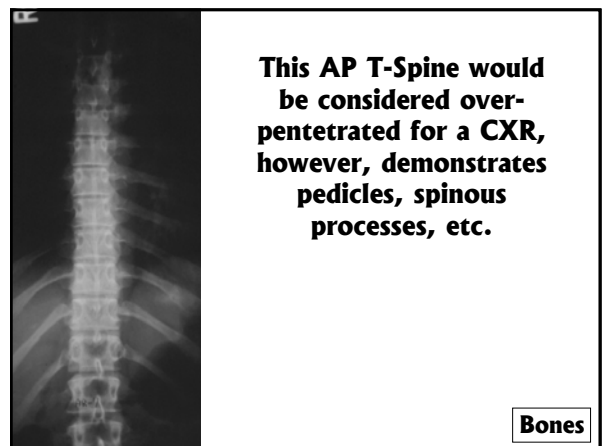 R
This AP T-Spine would
be considered over-
pentetrated for a CXR,
however, demonstrates
pedicles, spinous
processes, etc.
Bones